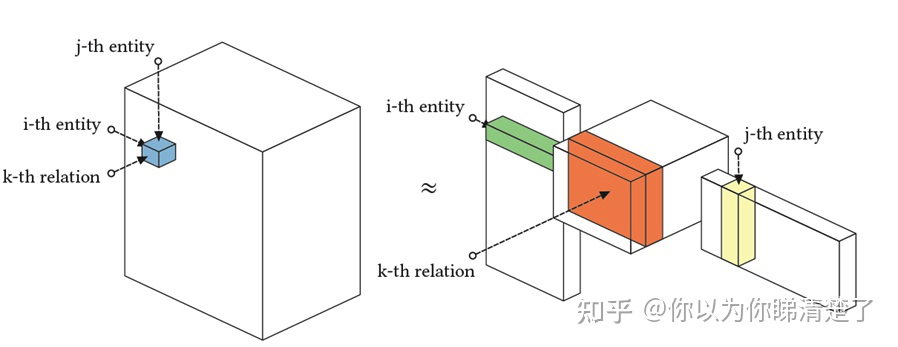 j-th entity
i-th entity
k-th relation
≈
i-th entity
j-th entity
k-th relation
知乎 @你以为你睇清楚了